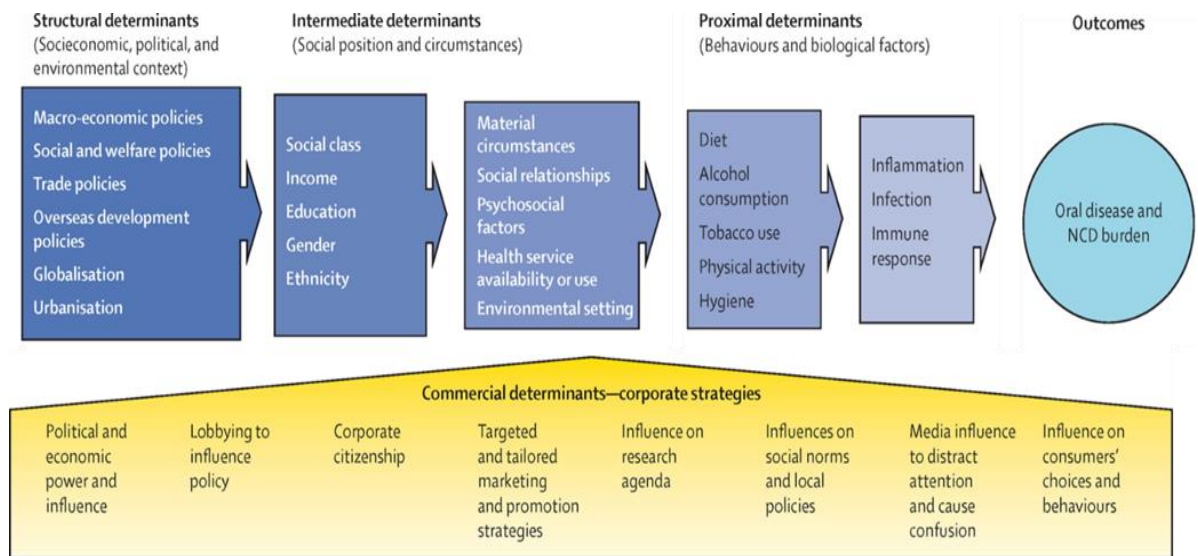 Structural determinants
(Socieconomic, political, and
environmental context)
Intermediate determinants
(Social position and circumstances)
Proximal determinants
(Behaviours and biological factors)
Outcomes
Macro-economic policies
Social and welfare policies
Trade policies
Overseas development
policies
Globalisation
Urbanisation
Social class
Income
Education
Gender
Ethnicity
Material
circumstances
Social relationships
Psychosocial
factors
Health service
availability or use
Environmental setting
Diet
Alcohol
consumption
Tobacco use
Physical activity
Hygiene
Inflammation
Infection
Immune
response
Oral disease and
NCD burden
Commercial determinants—corporate strategies
Political and
economic
power and
influence
Lobbying to
influence
policy
Corporate
citizenship
Targeted
and tailored
marketing
and promotion
strategies
Influence on
research
agenda
Influences on
social norms
and local
policies
Media influence
to distract
attention
and cause
confusion
Influence on
consumers'
choices and
behaviours